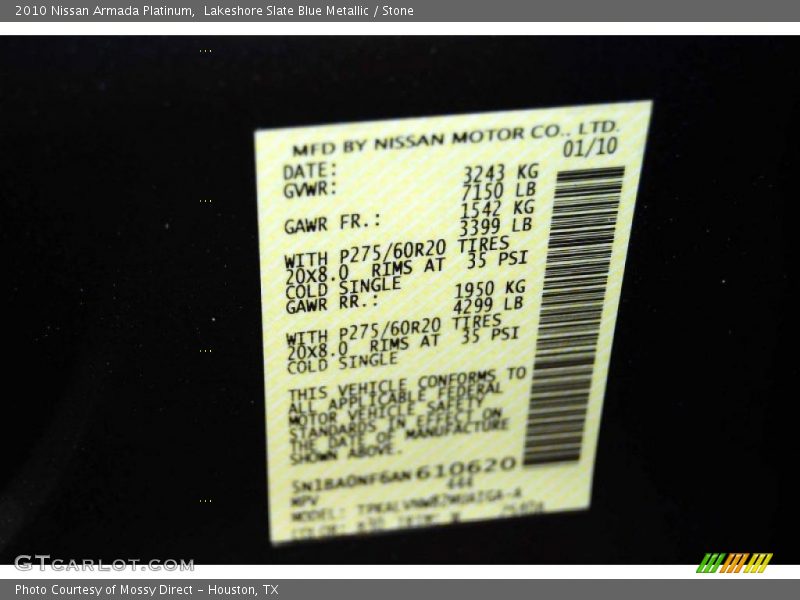 2010 Nissan Armada Platinum, Lakeshore Slate Blue Metallic / Stone
MFD BY NISSAN MOTOR CO., LTD.
DATE: 01/10
GVWR: 3243 KG
7150 LB
GAWR FR.: 1542 KG
3399 LB
WITH P275/60R20 TIRES
20X8.0 RIMS AT 35 PSI
COLD SINGLE
GAWR RR.: 1950 KG
4299 LB
WITH P275/60R20 TIRES
20X8.0 RIMS AT 35 PSI
COLD SINGLE
THIS VEHICLE CONFORMS TO
ALL APPLICABLE FEDERAL
MOTOR VEHICLE SAFETY
STANDARDS IN EFFECT ON
THE DATE OF MANUFACTURE
SHOWN ABOVE.
5N1BA0NF6AN610620
444
MPV
MODEL:
COLOR:
GTCARLOT.COM
Photo Courtesy of Mossy Direct - Houston, TX